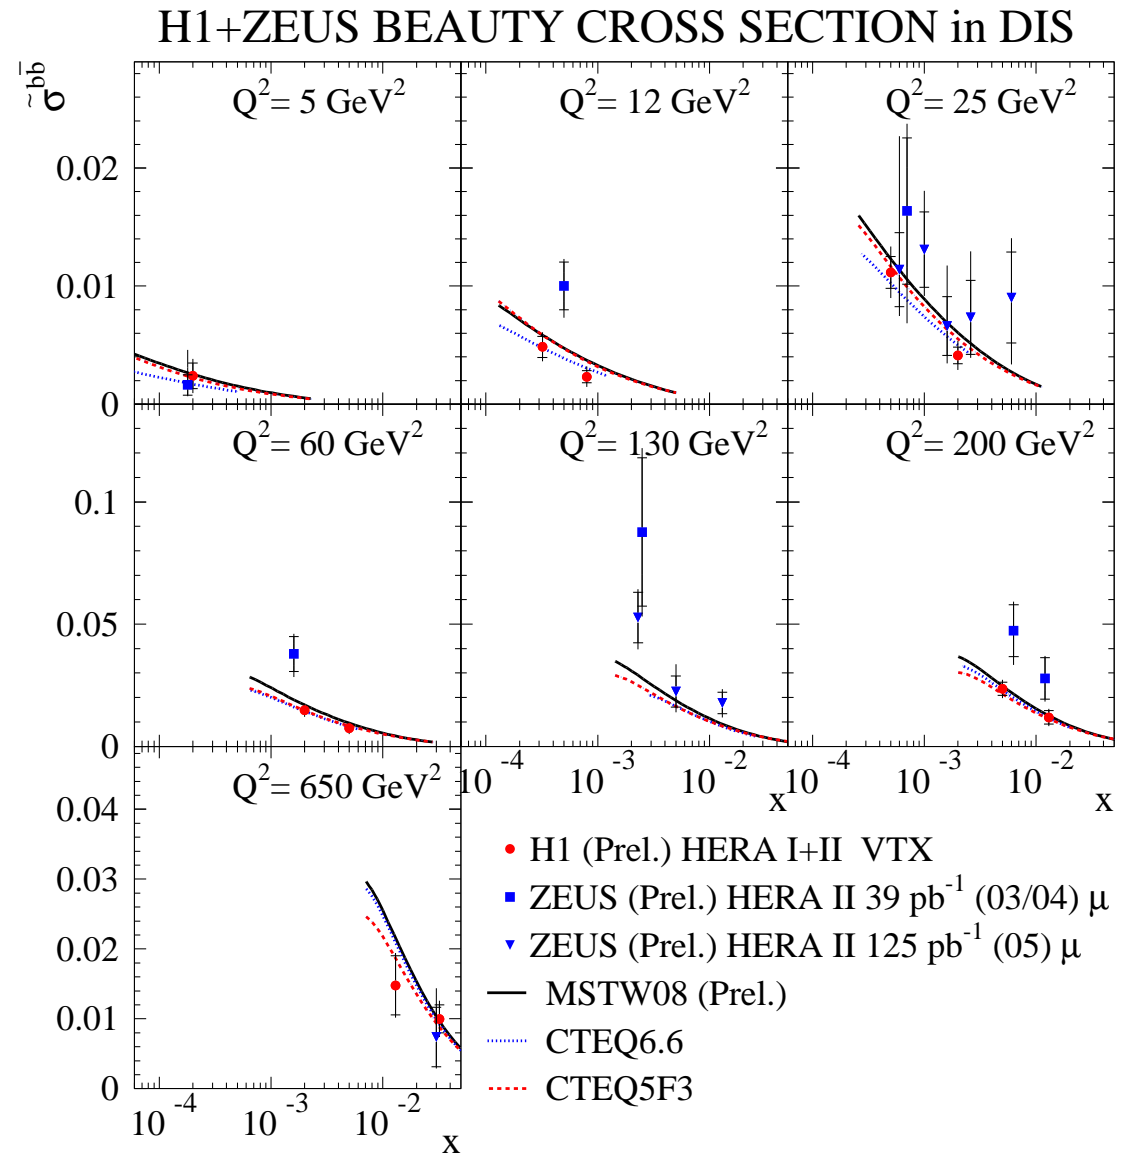 H1+ZEUS BEAUTY CROSS SECTION in DIS
σ̃^bb̄
Q²= 5 GeV²
Q²= 12 GeV²
Q²= 25 GeV²
0.02
0.01
0
Q²= 60 GeV²
Q²= 130 GeV²
Q²= 200 GeV²
0.1
0.05
0
10⁻⁴ 10⁻³ 10⁻² x
10⁻⁴ 10⁻³ 10⁻² x
Q²= 650 GeV²
0.04
0.03
0.02
0.01
0
10⁻⁴ 10⁻³ 10⁻² x
H1 (Prel.) HERA I+II VTX
ZEUS (Prel.) HERA II 39 pb⁻¹ (03/04) μ
ZEUS (Prel.) HERA II 125 pb⁻¹ (05) μ
MSTW08 (Prel.)
CTEQ6.6
CTEQ5F3